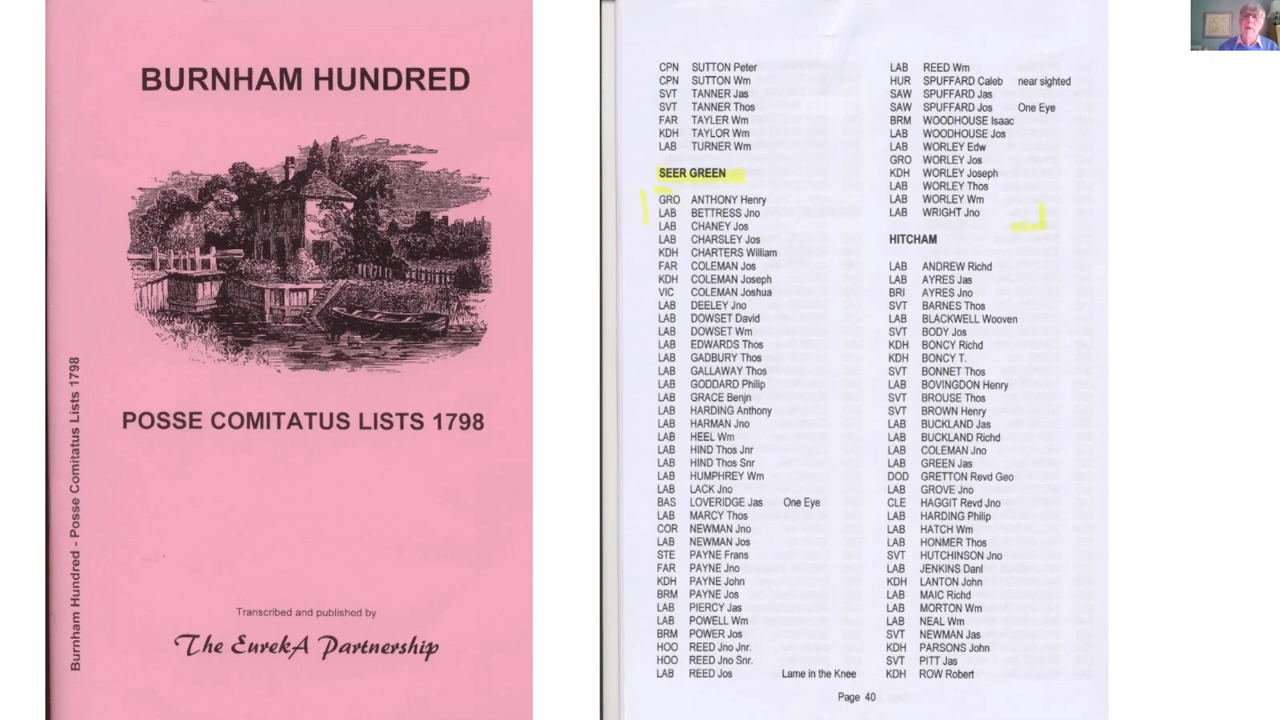 BURNHAM HUNDRED
POSSE COMITATUS LISTS 1798
Transcribed and published by
The EurekA Partnership
Burnham Hundred - Posse Comitatus Lists 1798
CPN SUTTON Peter
CPN SUTTON Wm
SVT TANNER Jas
SVT TANNER Thos
FAR TAYLER Wm
KDH TAYLOR Wm
LAB TURNER Wm
SEER GREEN
GRO ANTHONY Henry
LAB BETTRESS Jno
LAB CHANEY Jos
LAB CHARSLEY Jos
KDH CHARTERS William
FAR COLEMAN Jos
KDH COLEMAN Joseph
VIC COLEMAN Joshua
LAB DEELEY Jno
LAB DOWSET David
LAB DOWSET Wm
LAB EDWARDS Thos
LAB GADBURY Thos
LAB GALLAWAY Thos
LAB GODDARD Philip
LAB GRACE Benjn
LAB HARDING Anthony
LAB HARMAN Jno
LAB HEEL Wm
LAB HIND Thos Jnr
LAB HIND Thos Snr
LAB HUMPHREY Wm
LAB LACK Jno
BAS LOVERIDGE Jas One Eye
LAB MARCY Thos
COR NEWMAN Jno
LAB NEWMAN Jos
STE PAYNE Frans
FAR PAYNE Jno
KDH PAYNE John
BRM PAYNE Jos
LAB PIERCY Jas
LAB POWELL Wm
BRM POWER Jos
HOO REED Jno Jnr.
HOO REED Jno Snr.
LAB REED Jos Lame in the Knee
LAB REED Wm
HUR SPUFFARD Caleb near sighted
SAW SPUFFARD Jas
SAW SPUFFARD Jos One Eye
BRM WOODHOUSE Isaac
LAB WOODHOUSE Jos
LAB WORLEY Edw
GRO WORLEY Jos
KDH WORLEY Joseph
LAB WORLEY Thos
LAB WORLEY Wm
LAB WRIGHT Jno
HITCHAM
LAB ANDREW Richd
LAB AYRES Jas
BRI AYRES Jno
SVT BARNES Thos
LAB BLACKWELL Wooven
SVT BODY Jos
KDH BONCY Richd
KDH BONCY T.
SVT BONNET Thos
LAB BOVINGDON Henry
SVT BROUSE Thos
SVT BROWN Henry
LAB BUCKLAND Jas
LAB BUCKLAND Richd
LAB COLEMAN Jno
LAB GREEN Jas
DOD GRETTON Revd Geo
LAB GROVE Jno
CLE HAGGIT Revd Jno
LAB HARDING Philip
LAB HATCH Wm
LAB HONMER Thos
SVT HUTCHINSON Jno
LAB JENKINS Danl
KDH LANTON John
LAB MAIC Richd
LAB MORTON Wm
LAB NEAL Wm
SVT NEWMAN Jas
KDH PARSONS John
SVT PITT Jas
KDH ROW Robert
Page 40